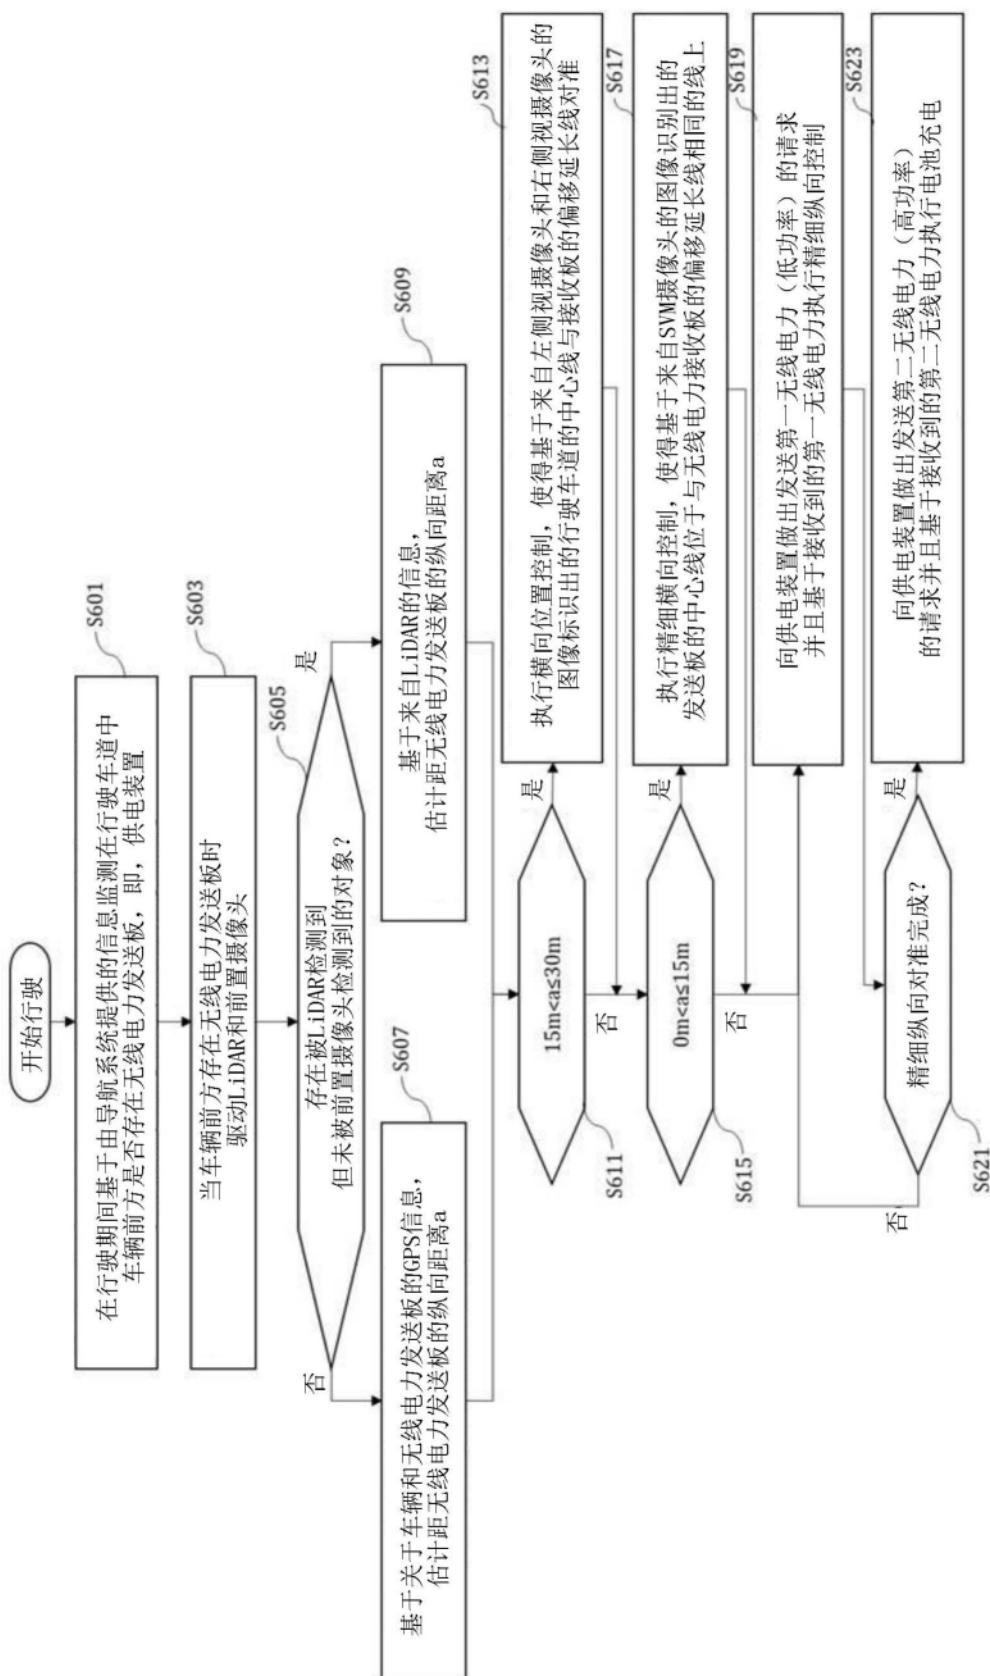 开始行驶
在行驶期间基于由导航系统提供的信息监测在行驶车道中
车辆前方是否存在无线电力发送板，即，供电装置
S601
当车辆前方存在无线电力发送板时
驱动LiDAR和前置摄像头
S603
存在被LiDAR检测到
但未被前置摄像头检测到的对象？
S605
否
是
基于关于车辆和无线电力发送板的GPS信息，
估计距无线电力发送板的纵向距离a
S607
基于来自LiDAR的信息，
估计距无线电力发送板的纵向距离a
S609
15m<a≤30m
S611
是
否
执行横向位置控制，使得基于来自左侧视摄像头和右侧视摄像头的
图像标识出的行驶车道的中心线与接收板的偏移延长线对准
S613
0m<a≤15m
S615
是
否
执行精细横向控制，使得基于来自SVM摄像头的图像识别出的
发送板的中心线位于与无线电力接收板的偏移延长线相同的线上
S617
向供电装置做出发送第一无线电力（低功率）的请求
并且基于接收到的第一无线电力执行精细纵向控制
S619
精细纵向对准完成？
S621
否
是
向供电装置做出发送第二无线电力（高功率）
的请求并且基于接收到的第二无线电力执行电池充电
S623